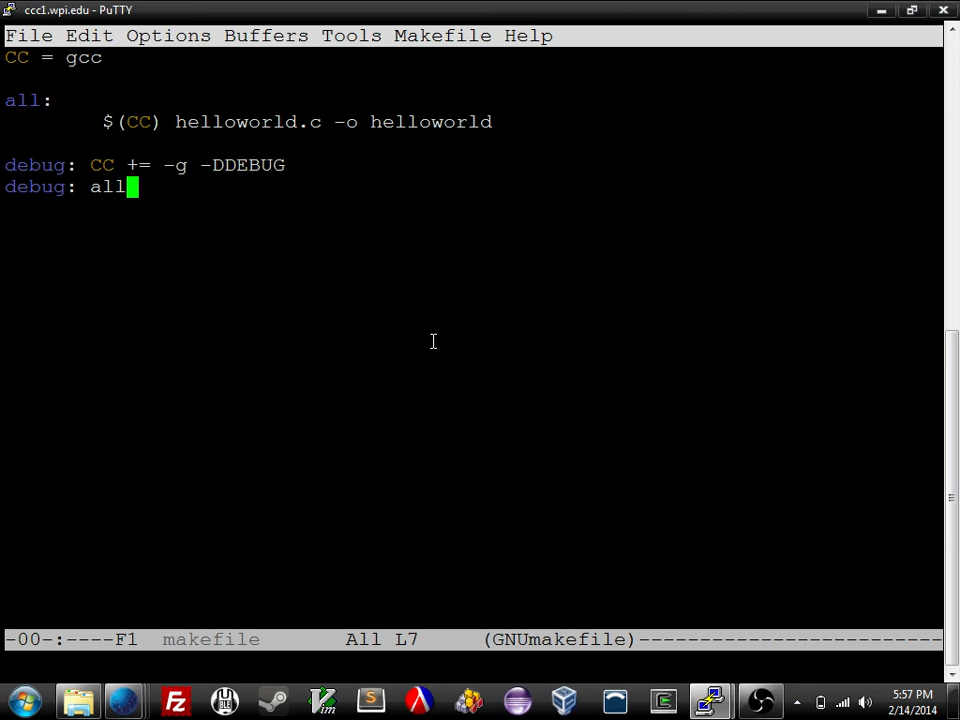 ccc1.wpi.edu - PuTTY
File Edit Options Buffers Tools Makefile Help
CC = gcc
all:
$(CC) helloworld.c -o helloworld
debug: CC += -g -DDEBUG
debug: all
-00-:----F1 makefile All L7 (GNUmakefile)--------------------------
5:57 PM
2/14/2014